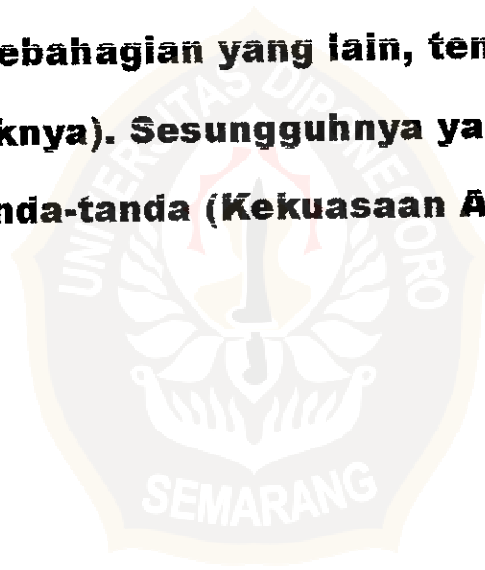 ebahagian yang lain, ten
knya). Sesungguhnya ya
nda-tanda (Kekuasaan A
UNIVERSITAS DIPONEGORO
SEMARANG